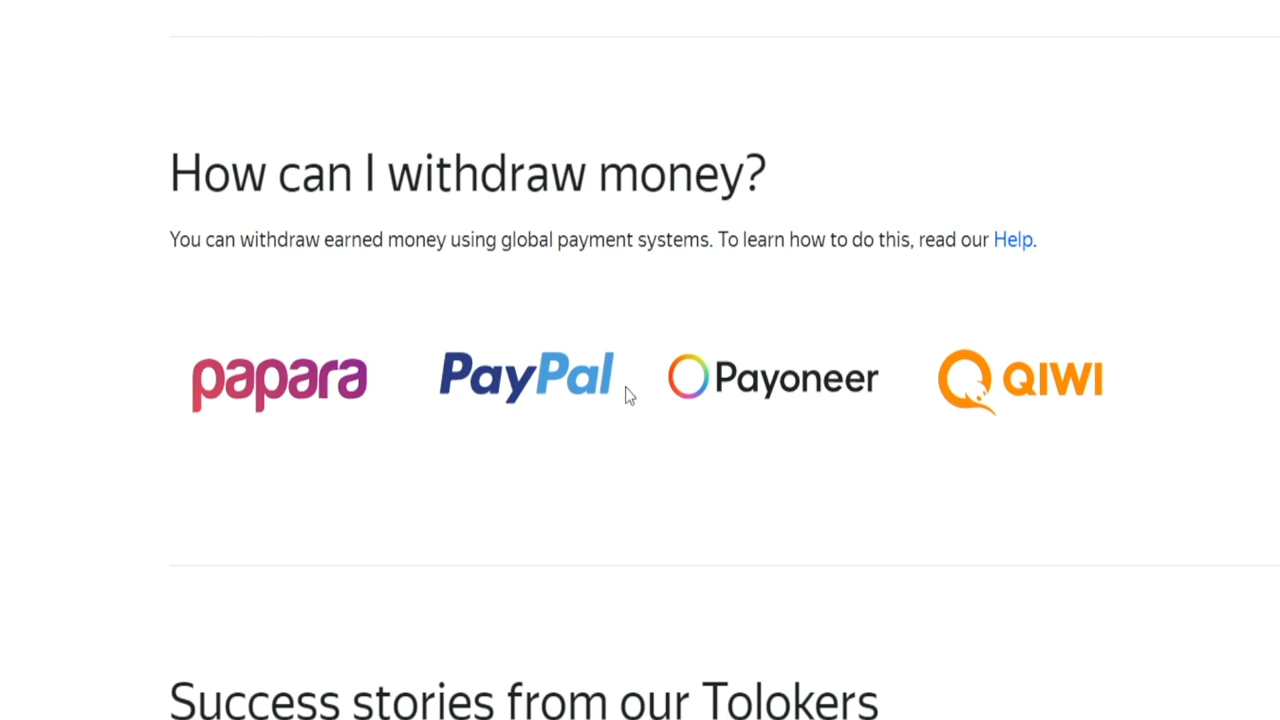 How can I withdraw money?
You can withdraw earned money using global payment systems. To learn how to do this, read our Help.
papara PayPal Payoneer QIWI
Success stories from our Tolokers